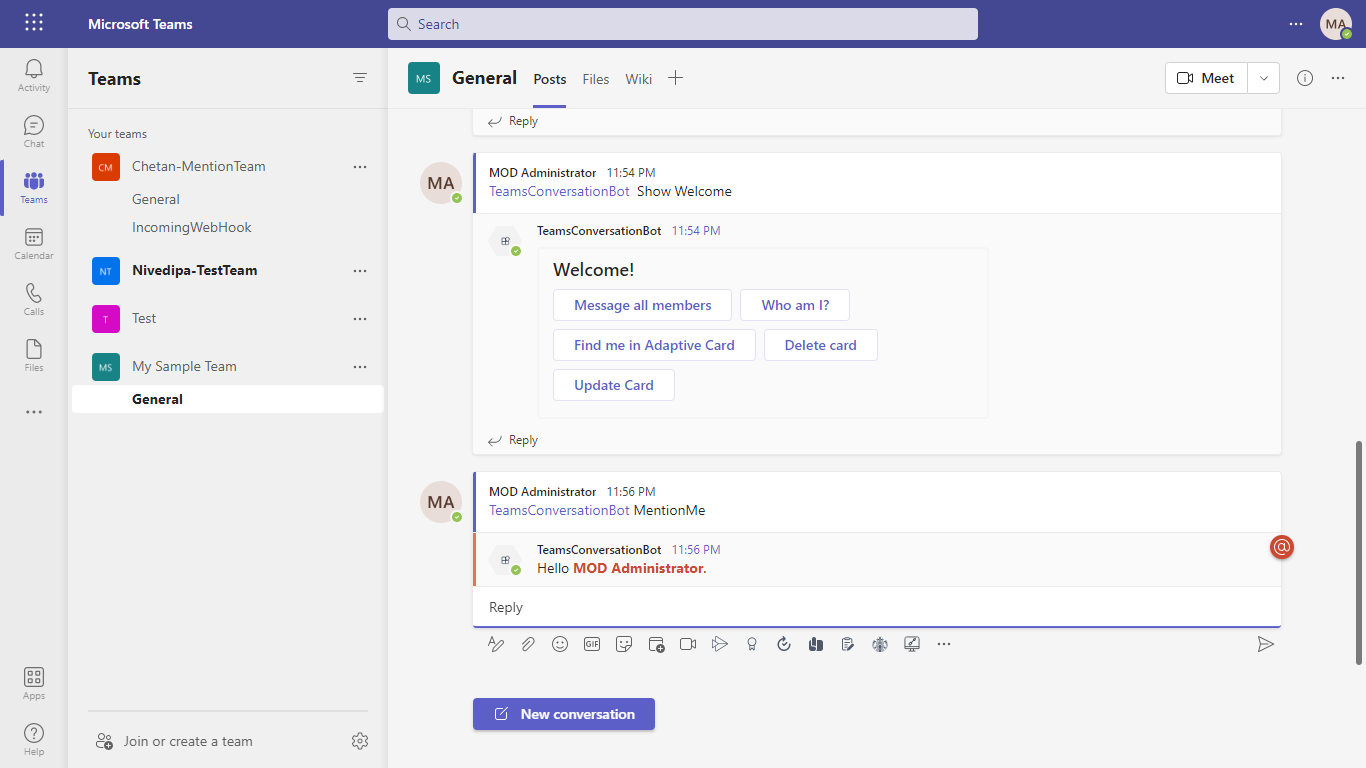 Microsoft Teams
Search
MA
Activity
Chat
Teams
Calendar
Calls
Files
Apps
Help
Teams
Your teams
CM Chetan-MentionTeam
General
IncomingWebHook
NT Nivedipa-TestTeam
T Test
MS My Sample Team
General
Join or create a team
MS General Posts Files Wiki
Meet
Reply
MA
MOD Administrator 11:54 PM
TeamsConversationBot Show Welcome
TeamsConversationBot 11:54 PM
Welcome!
Message all members Who am I?
Find me in Adaptive Card Delete card
Update Card
Reply
MA
MOD Administrator 11:56 PM
TeamsConversationBot MentionMe
@
TeamsConversationBot 11:56 PM
Hello MOD Administrator.
Reply
GIF
New conversation